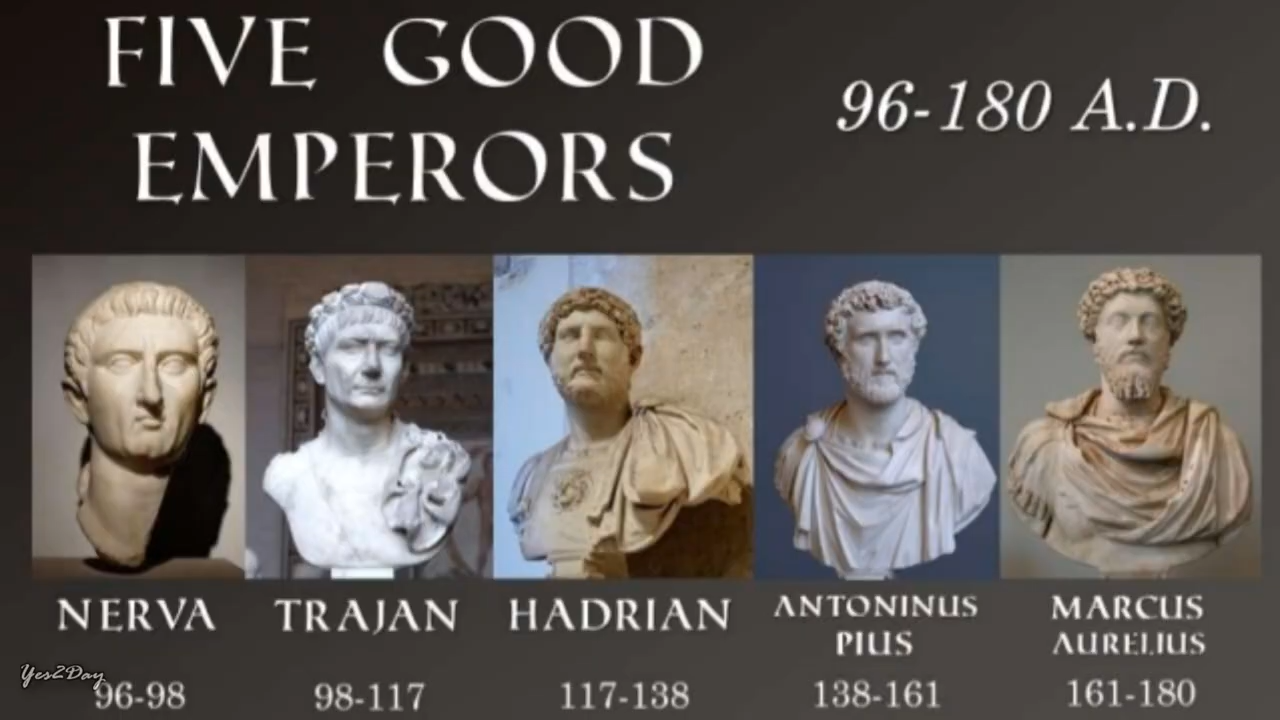 FIVE GOOD
EMPERORS
96-180 A.D.
NERVA
TRAJAN
HADRIAN
ANTONINUS
PIUS
MARCUS
AURELIUS
Yes2Day
96-98
98-117
117-138
138-161
161-180